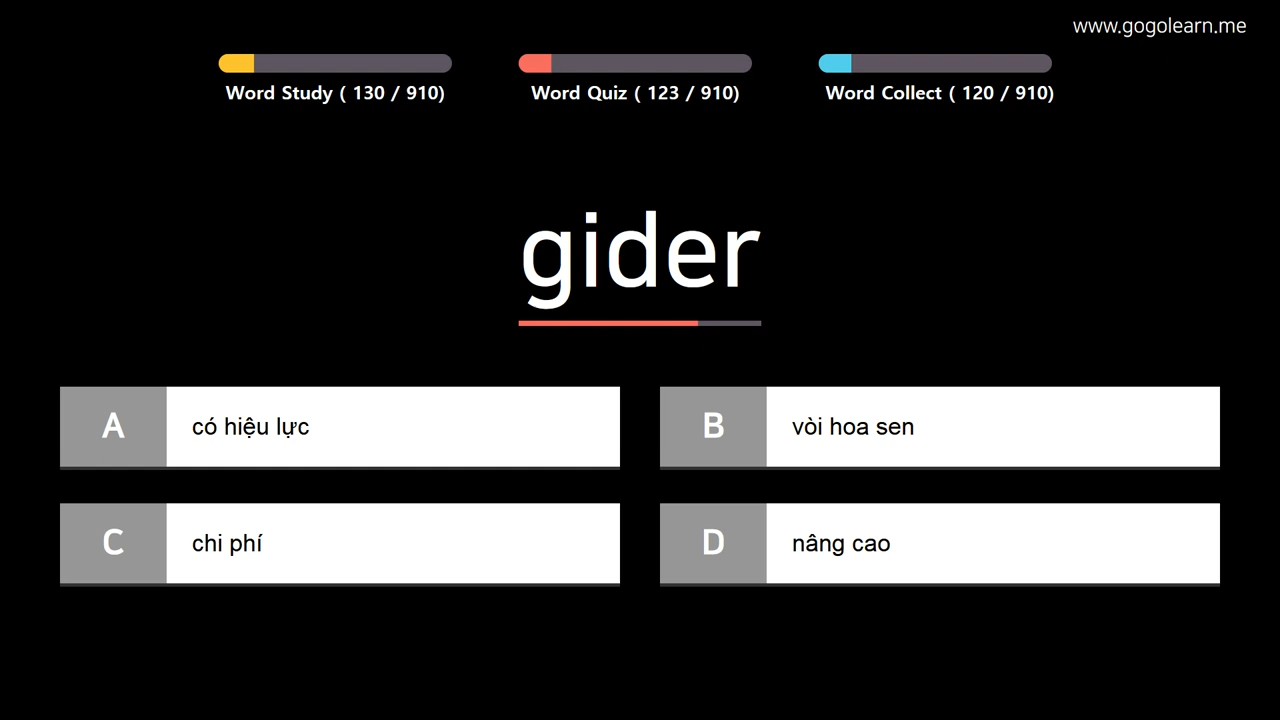 www.gogolearn.me
Word Study ( 130 / 910)
Word Quiz ( 123 / 910)
Word Collect ( 120 / 910)
gider
A
có hiệu lực
B
vòi hoa sen
C
chi phí
D
nâng cao